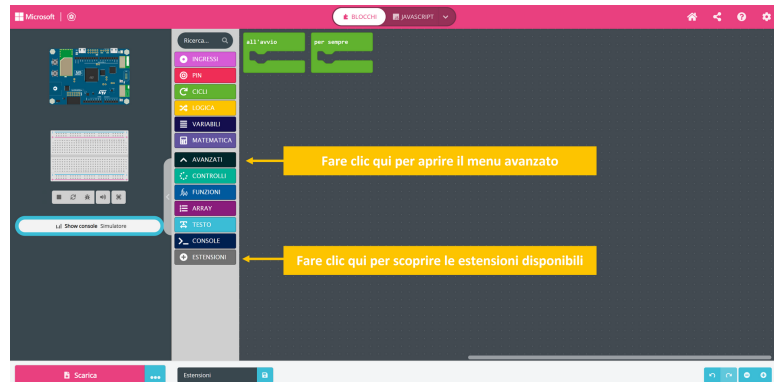 Microsoft
BLOCCHI
JAVASCRIPT
Ricerca...
INGRESSI
PIN
CICLI
LOGICA
VARIABILI
MATEMATICA
AVANZATI
CONTROLLI
FUNZIONI
ARRAY
TESTO
CONSOLE
ESTENSIONI
all'avvio
per sempre
Fare clic qui per aprire il menu avanzato
Fare clic qui per scoprire le estensioni disponibili
Show console Simulatore
Scarica
Estensioni